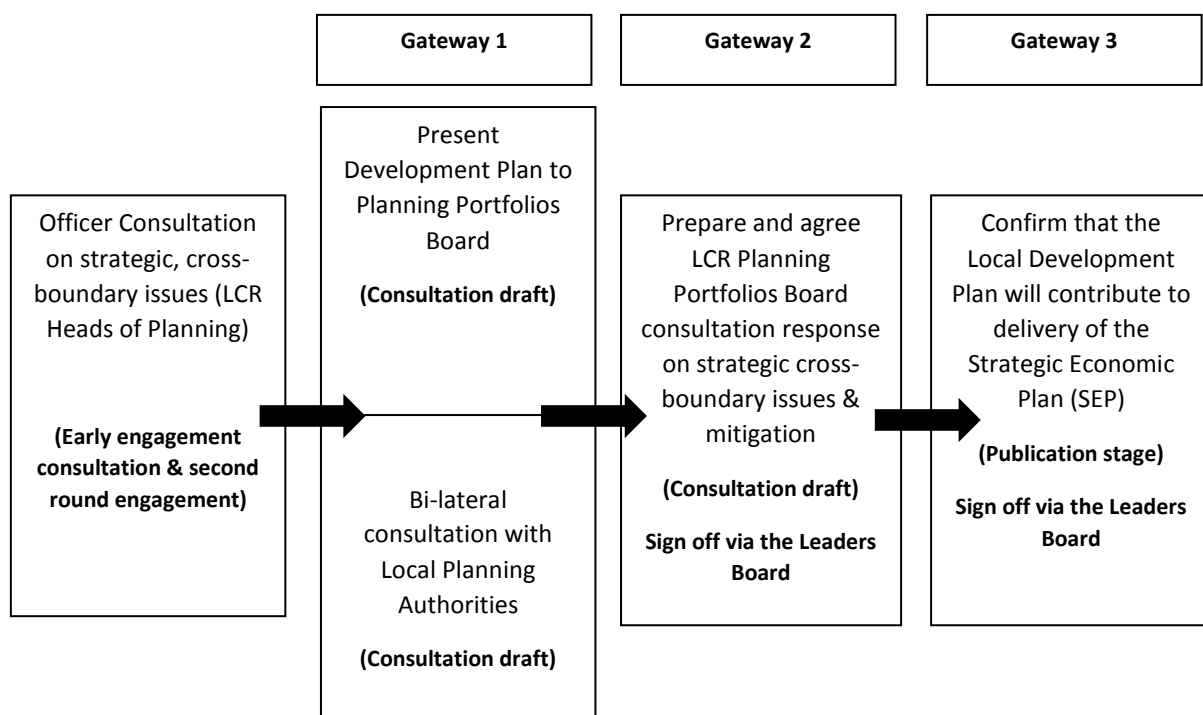 Gateway 1
Gateway 2
Gateway 3
Officer Consultation
on strategic, cross-
boundary issues (LCR
Heads of Planning)
(Early engagement
consultation & second
round engagement)
Present
Development Plan to
Planning Portfolios
Board
(Consultation draft)
Bi-lateral
consultation with
Local Planning
Authorities
(Consultation draft)
Prepare and agree
LCR Planning
Portfolios Board
consultation response
on strategic cross-
boundary issues &
mitigation
(Consultation draft)
Sign off via the Leaders
Board
Confirm that the
Local Development
Plan will contribute to
delivery of the
Strategic Economic
Plan (SEP)
(Publication stage)
Sign off via the Leaders
Board